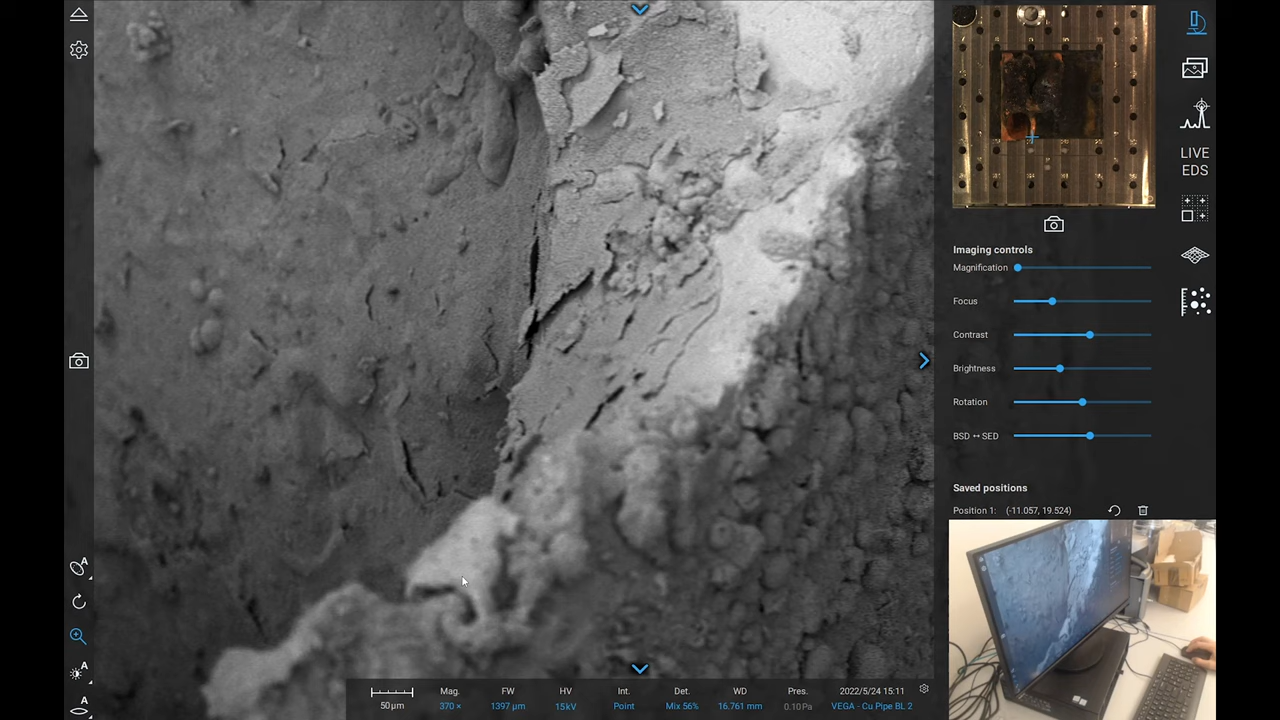 LIVE
EDS
Imaging controls
Magnification
Focus
Contrast
Brightness
Rotation
BSD ↔ SED
Saved positions
Position 1: (-11.057, 19.524)
A
A
A
50 µm
Mag. FW HV Int. Det. WD Pres. 2022/5/24 15:11
370 × 1397 µm 15 kV Point Mix 56% 16.761 mm 0.10 Pa VEGA - Cu Pipe BL 2